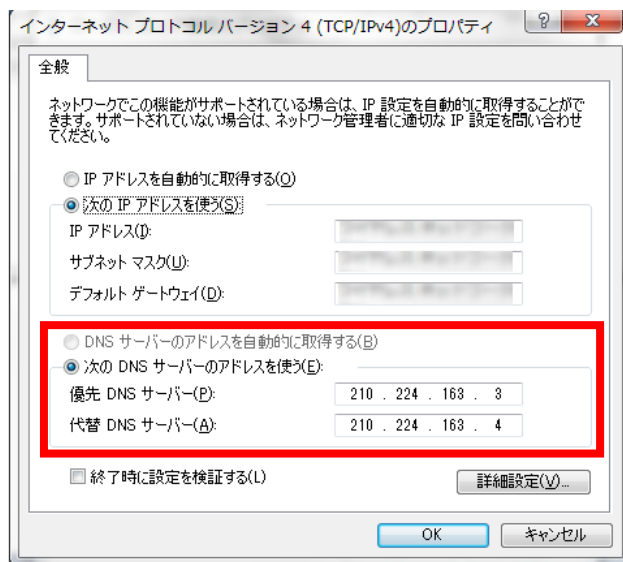 インターネット プロトコル バージョン 4 (TCP/IPv4)のプロパティ
全般
ネットワークでこの機能がサポートされている場合は、IP 設定を自動的に取得することがで
きます。サポートされていない場合は、ネットワーク管理者に適切な IP 設定を問い合わせ
てください。
IP アドレスを自動的に取得する(O)
次の IP アドレスを使う(S):
IP アドレス(I):
サブネット マスク(U):
デフォルト ゲートウェイ(D):
DNS サーバーのアドレスを自動的に取得する(B)
次の DNS サーバーのアドレスを使う(E):
優先 DNS サーバー(P): 210 . 224 . 163 . 3
代替 DNS サーバー(A): 210 . 224 . 163 . 4
終了時に設定を検証する(L)
詳細設定(V)...
OK キャンセル